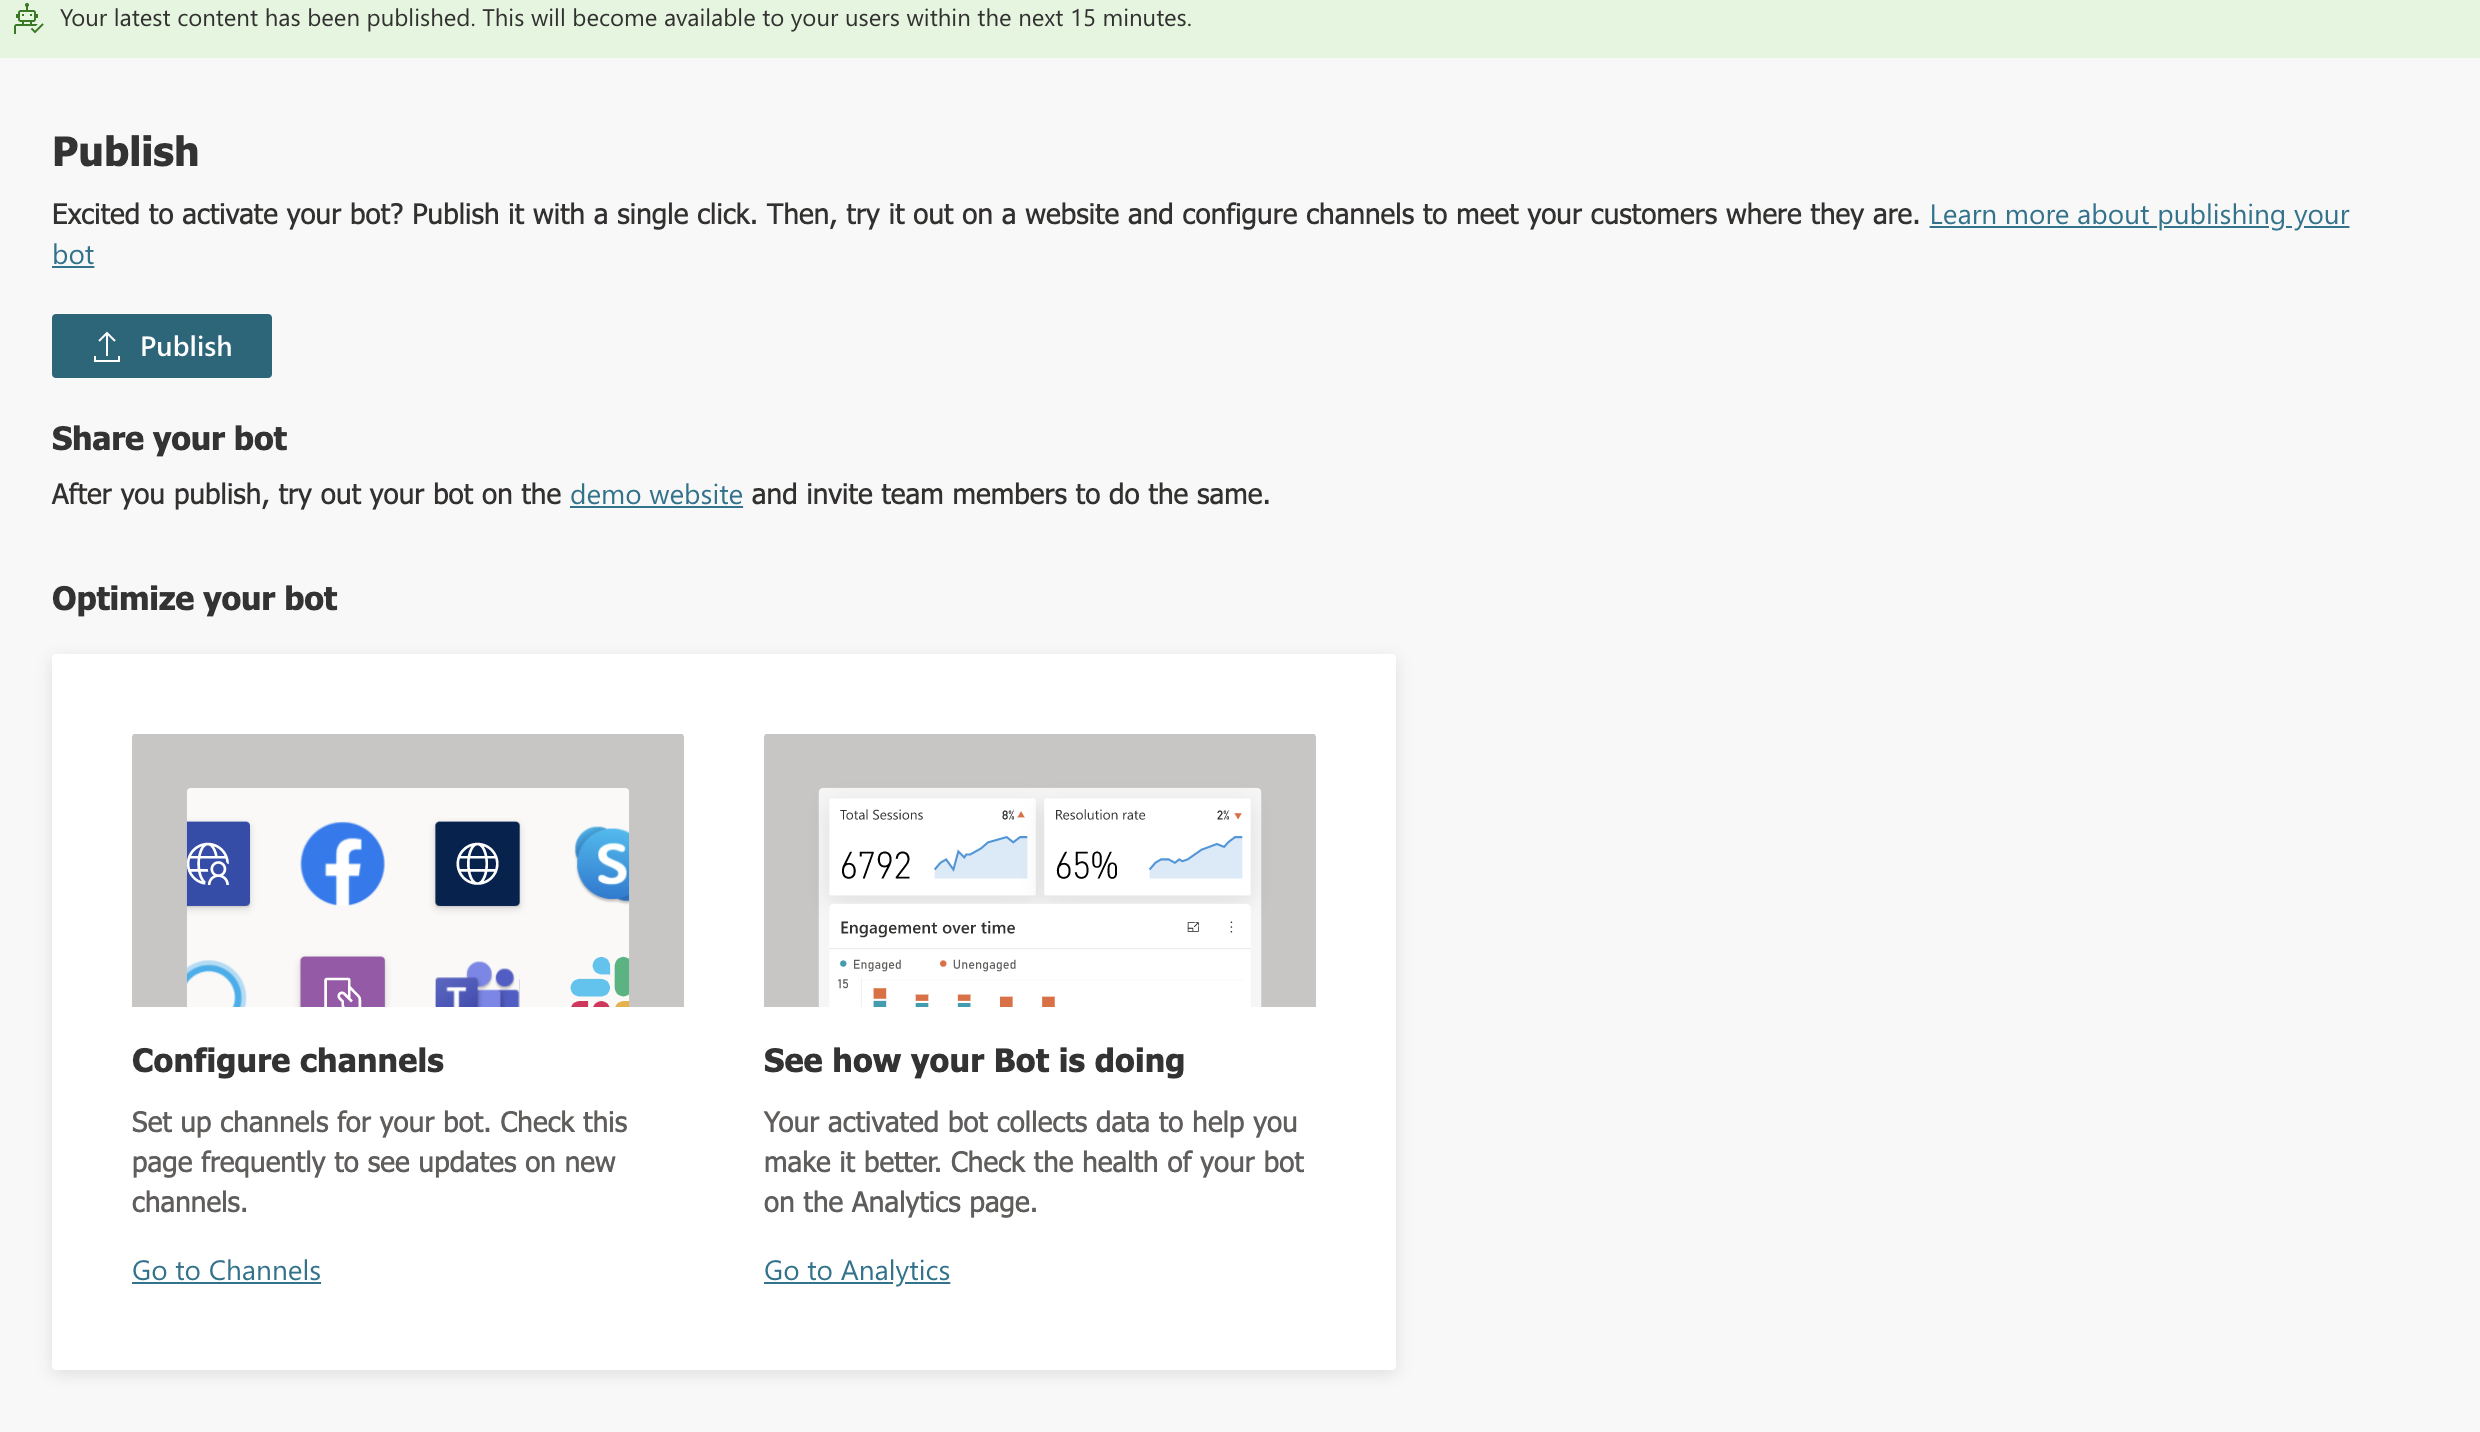 Your latest content has been published. This will become available to your users within the next 15 minutes.
Publish
Excited to activate your bot? Publish it with a single click. Then, try it out on a website and configure channels to meet your customers where they are. Learn more about publishing your
bot
Publish
Share your bot
After you publish, try out your bot on the demo website and invite team members to do the same.
Optimize your bot
Total Sessions 8%
6792
Resolution rate 2%
65%
Engagement over time
Engaged Unengaged
15
Configure channels
Set up channels for your bot. Check this
page frequently to see updates on new
channels.
Go to Channels
See how your Bot is doing
Your activated bot collects data to help you
make it better. Check the health of your bot
on the Analytics page.
Go to Analytics